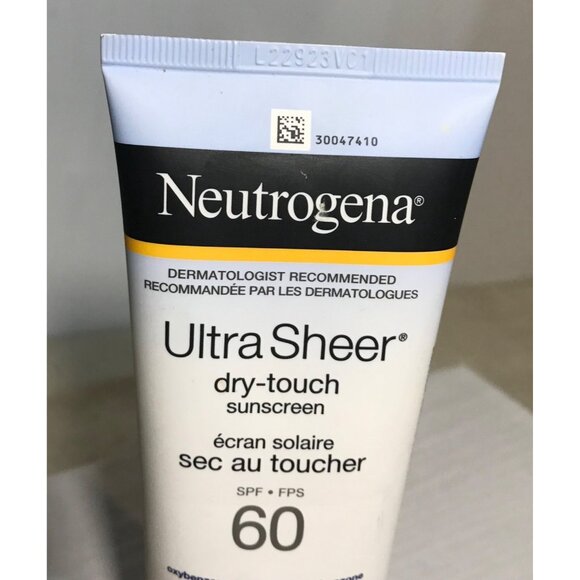 L22923VC1
30047410
Neutrogena®
DERMATOLOGIST RECOMMENDED
RECOMMANDÉE PAR LES DERMATOLOGUES
Ultra Sheer®
dry-touch
sunscreen
écran solaire
sec au toucher
SPF • FPS
60